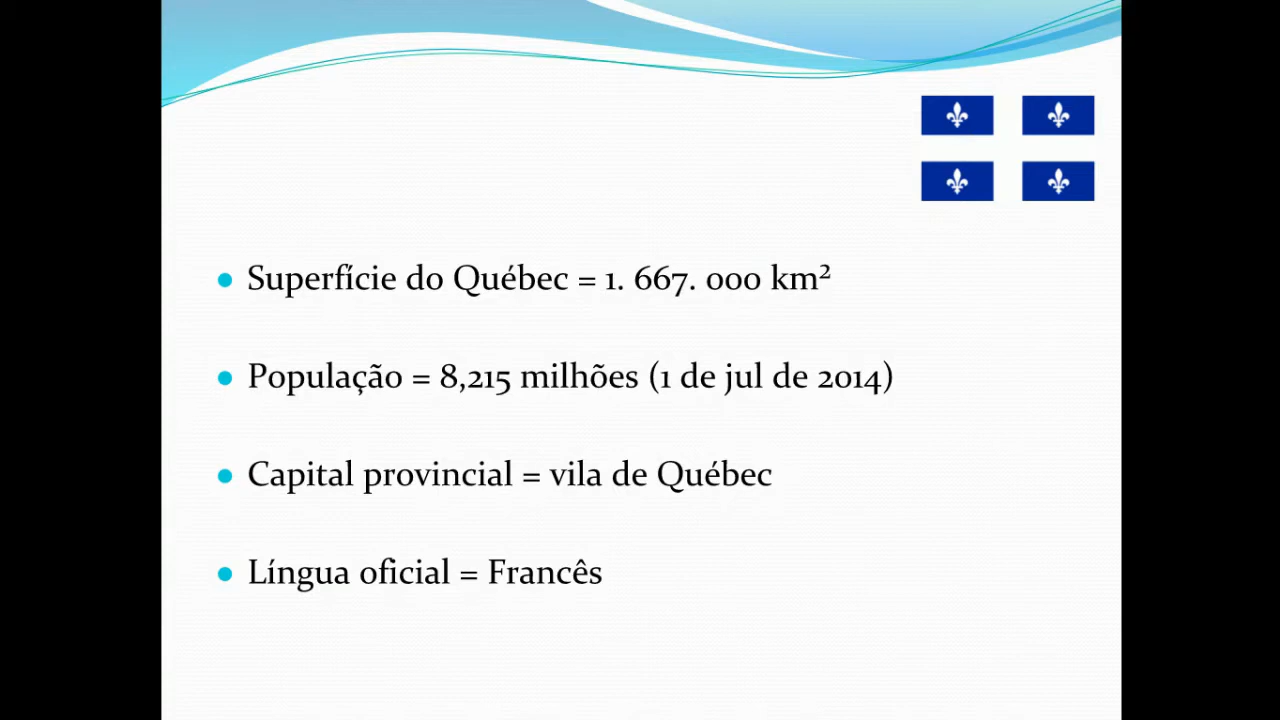 Superfície do Québec = 1. 667. 000 km²
População = 8,215 milhões (1 de jul de 2014)
Capital provincial = vila de Québec
Língua oficial = Francês